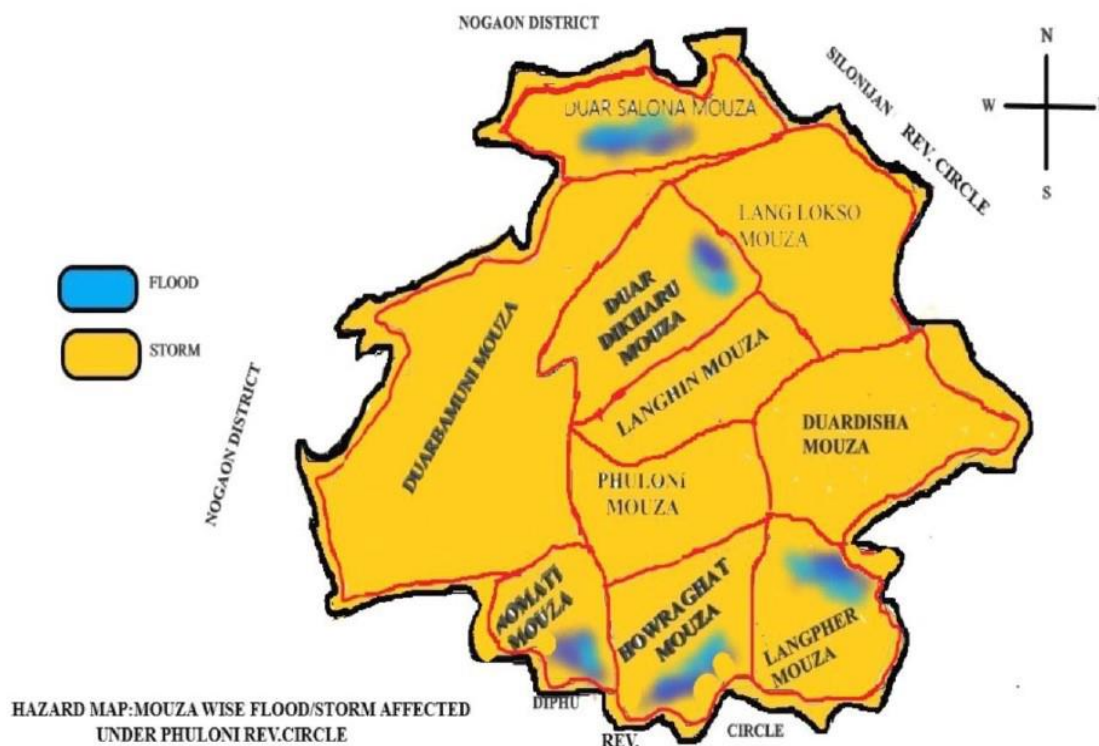 NOGAON DISTRICT
N
W
S
SILONIJAN REV. CIRCLE
DUAR SALONA MOUZA
LANG LOKSO
MOUZA
FLOOD
STORM
DUAR
DIKHARU
MOUZA
LANGHIN MOUZA
DUARBAMUNI MOUZA
DUARDISHA
MOUZA
NOGAON DISTRICT
PHULONI
MOUZA
MOUZA
HOWRAGHAT
MOUZA
LANGPHER
MOUZA
DIPHU
REV.
CIRCLE
HAZARD MAP:MOUZA WISE FLOOD/STORM AFFECTED
UNDER PHULONI REV.CIRCLE